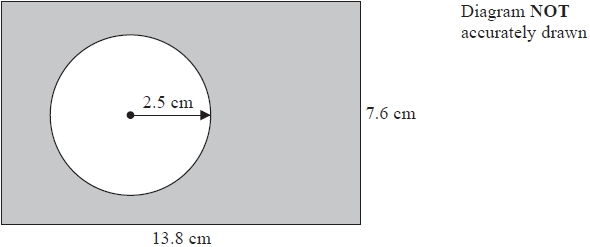 Diagram NOT
accurately drawn
2.5 cm
7.6 cm
13.8 cm